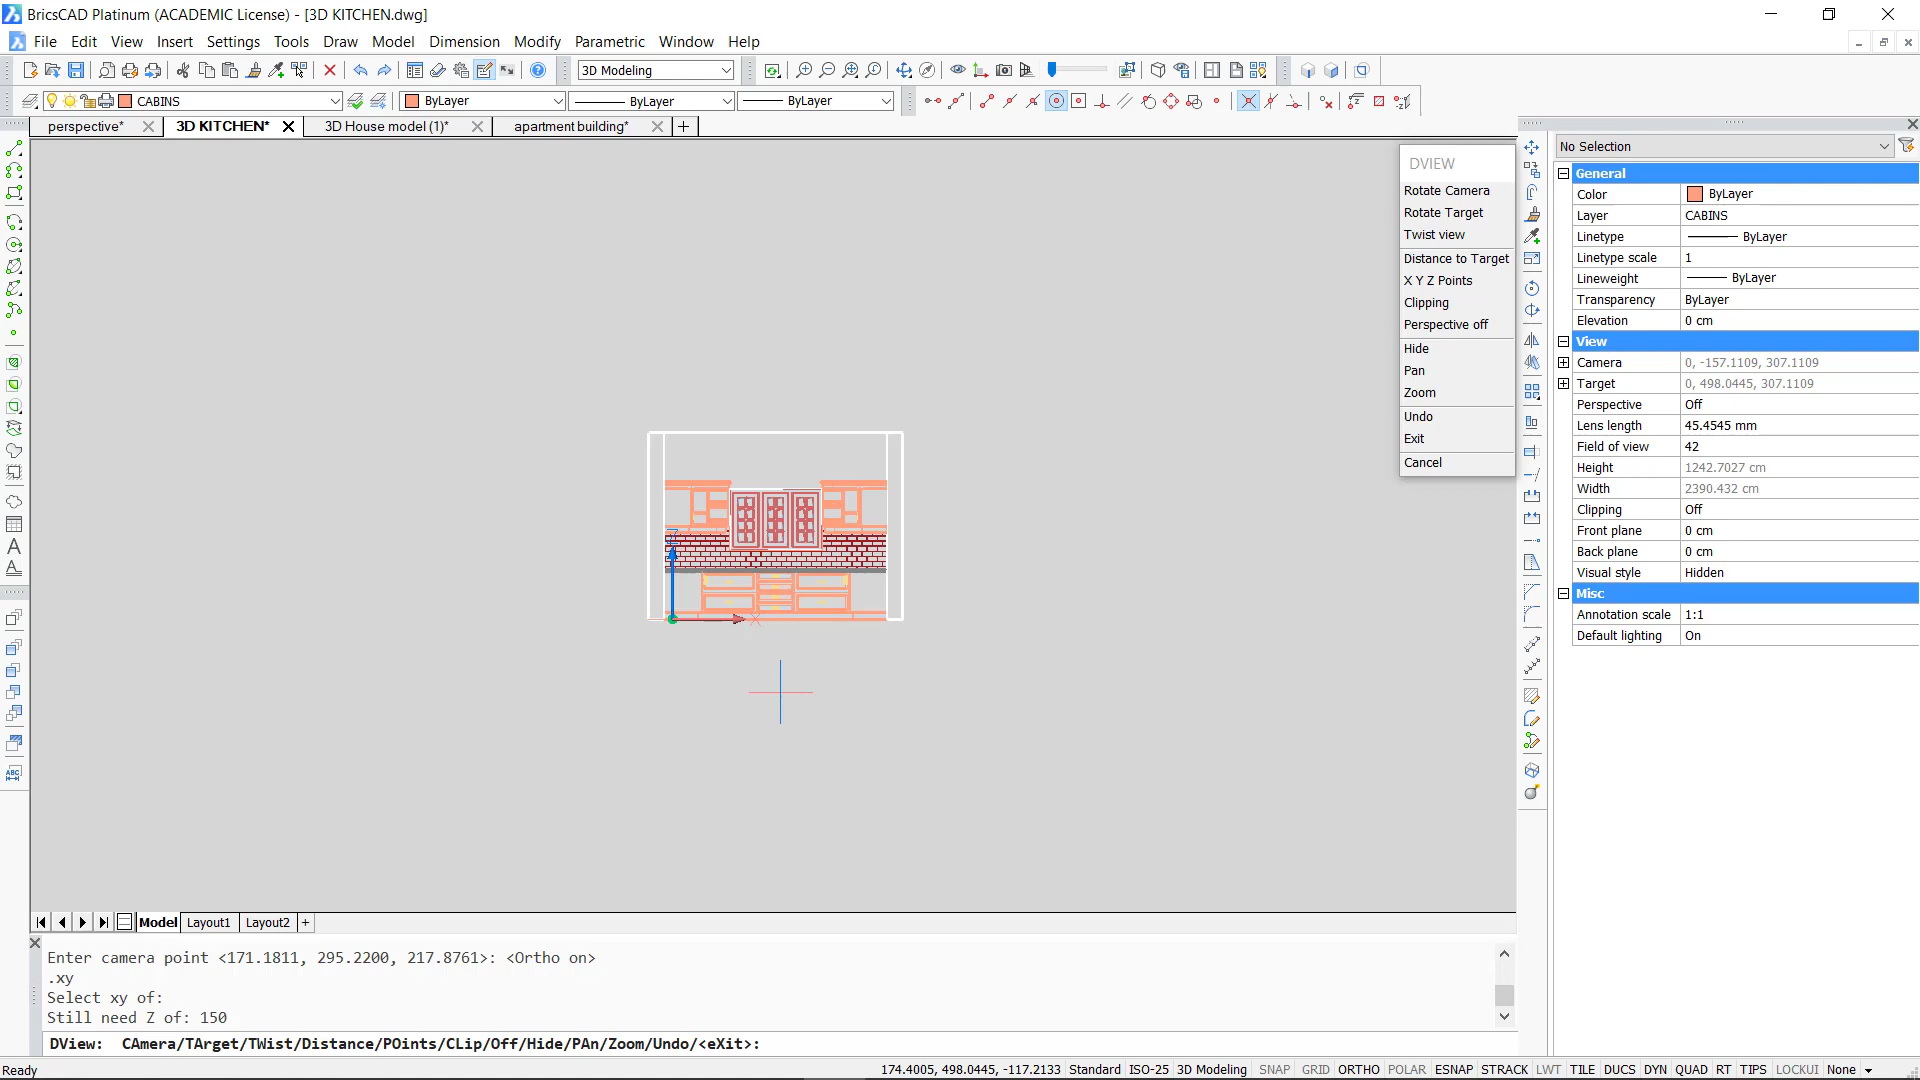 BricsCAD Platinum (ACADEMIC License) - [3D KITCHEN.dwg]
File Edit View Insert Settings Tools Draw Model Dimension Modify Parametric Window Help
3D Modeling
CABINS ByLayer ByLayer ByLayer
perspective* 3D KITCHEN* 3D House model (1)* apartment building*
DVIEW
Rotate Camera
Rotate Target
Twist view
Distance to Target
X Y Z Points
Clipping
Perspective off
Hide
Pan
Zoom
Undo
Exit
Cancel
No Selection
General
Color ByLayer
Layer CABINS
Linetype ByLayer
Linetype scale 1
Lineweight ByLayer
Transparency ByLayer
Elevation 0 cm
View
Camera 0, -157.1109, 307.1109
Target 0, 498.0445, 307.1109
Perspective Off
Lens length 45.4545 mm
Field of view 42
Height 1242.7027 cm
Width 2390.432 cm
Clipping Off
Front plane 0 cm
Back plane 0 cm
Visual style Hidden
Misc
Annotation scale 1:1
Default lighting On
Z
X
A
A
ABC
Model Layout1 Layout2 +
Enter camera point <171.1811, 295.2200, 217.8761>: <Ortho on>
.xy
Select xy of:
Still need Z of: 150
DView: CAmera/TArget/TWist/Distance/POints/CLip/Off/Hide/PAn/Zoom/Undo/<eXit>:
Ready 174.4005, 498.0445, -117.2133 Standard ISO-25 3D Modeling SNAP GRID ORTHO POLAR ESNAP STRACK LWT TILE DUCS DYN QUAD RT TIPS LOCKUI None